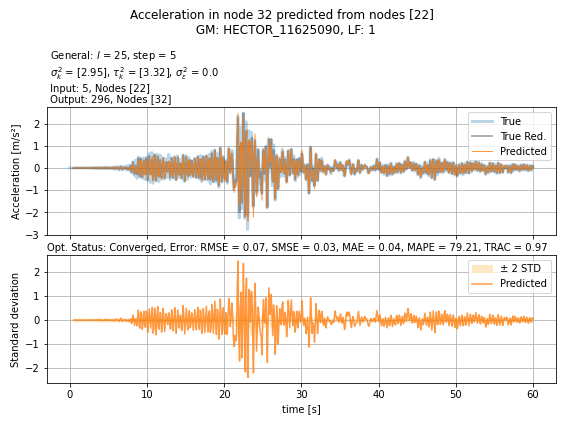 Acceleration in node 32 predicted from nodes [22]
GM: HECTOR_11625090, LF: 1
General: l = 25, step = 5
σ²ₖ = [2.95], τ²ₖ = [3.32], σ²ε = 0.0
Input: 5, Nodes [22]
Output: 296, Nodes [32]
Acceleration [m/s²]
2
1
0
−1
−2
−3
True
True Red.
Predicted
Opt. Status: Converged, Error: RMSE = 0.07, SMSE = 0.03, MAE = 0.04, MAPE = 79.21, TRAC = 0.97
Standard deviation
2
1
0
−1
−2
± 2 STD
Predicted
0 10 20 30 40 50 60
time [s]